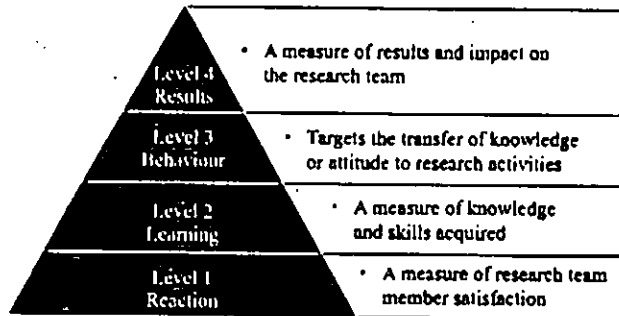 Level 4
Results
• A measure of results and impact on
the research team
Level 3
Behaviour
• Targets the transfer of knowledge
or attitude to research activities
Level 2
Learning
• A measure of knowledge
and skills acquired
Level 1
Reaction
• A measure of research team
member satisfaction